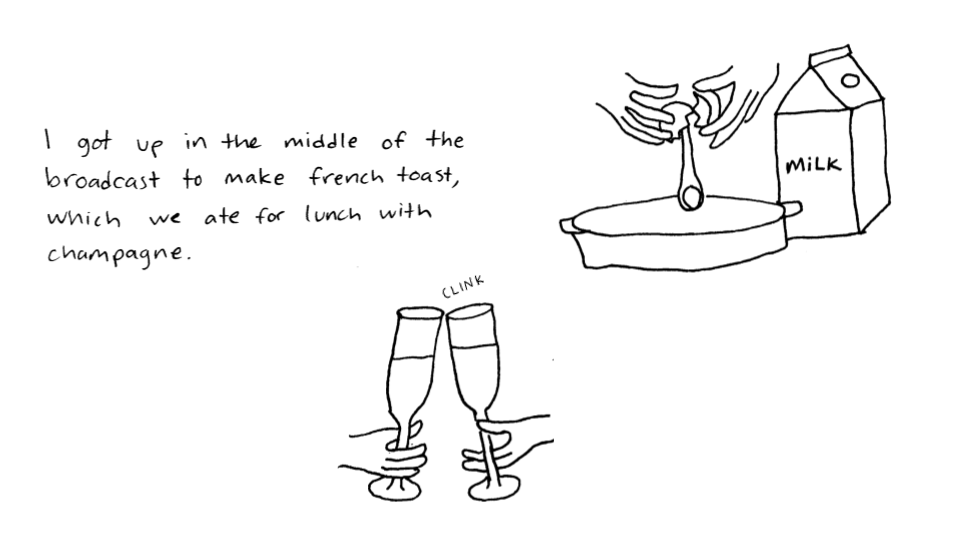 I got up in the middle of the
broadcast to make french toast,
which we ate for lunch with
champagne.
MiLK
CLINK